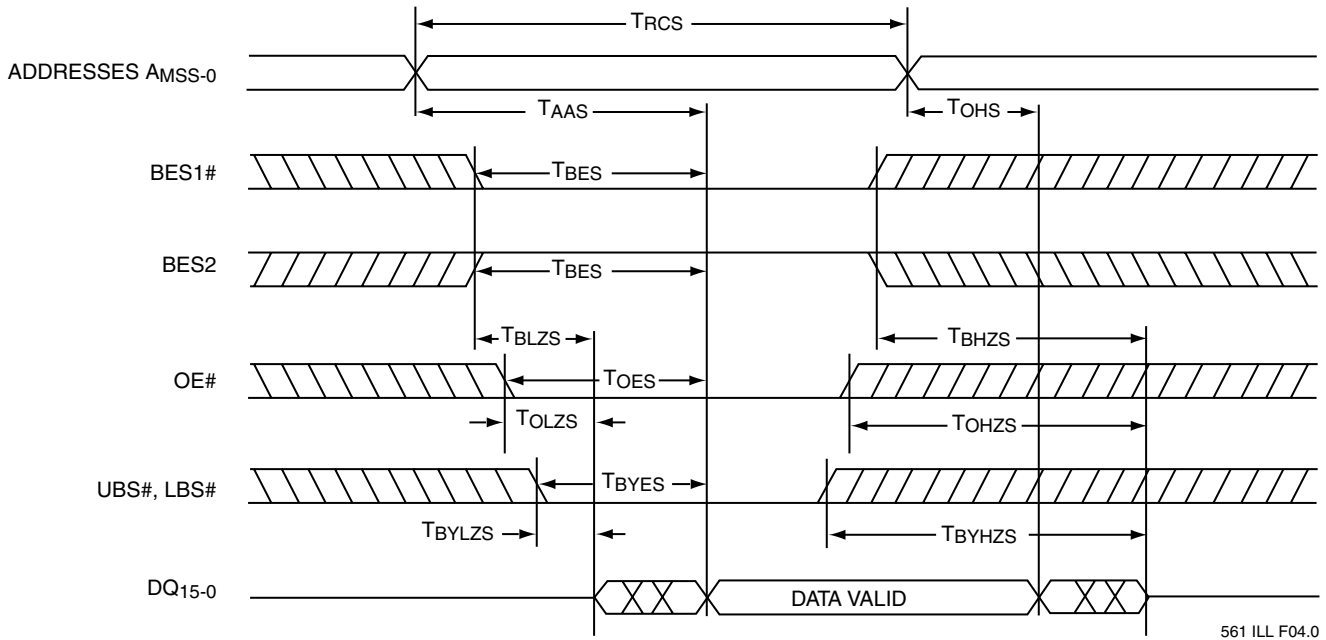 TRCS
ADDRESSES AMSS-0
TAAS
TOHS
BES1#
TBES
BES2
TBES
TBLZS
TBHZS
OE#
TOES
TOLZS
TOHZS
UBS#, LBS#
TBYES
TBYLZS
TBYHZS
DQ15-0
DATA VALID
561 ILL F04.0